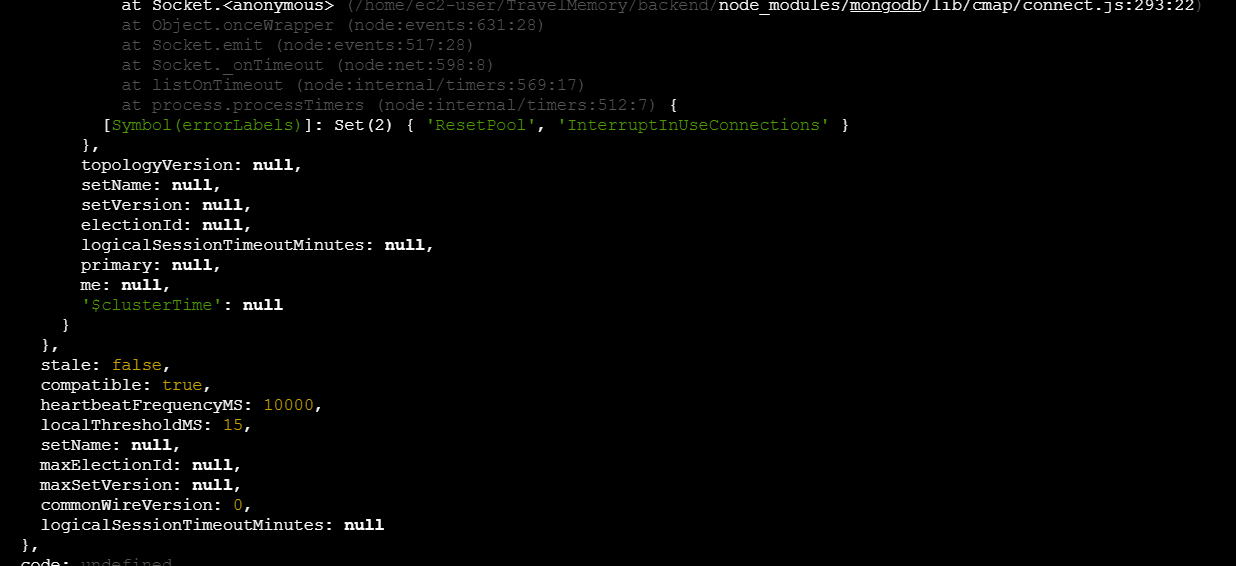 at Socket.<anonymous> (/home/ec2-user/TravelMemory/backend/node_modules/mongodb/lib/cmap/connect.js:293:22)
at Object.onceWrapper (node:events:631:28)
at Socket.emit (node:events:517:28)
at Socket._onTimeout (node:net:598:8)
at listOnTimeout (node:internal/timers:569:17)
at process.processTimers (node:internal/timers:512:7) {
[Symbol(errorLabels)]: Set(2) { 'ResetPool', 'InterruptInUseConnections' }
},
topologyVersion: null,
setName: null,
setVersion: null,
electionId: null,
logicalSessionTimeoutMinutes: null,
primary: null,
me: null,
'$clusterTime': null
}
},
stale: false,
compatible: true,
heartbeatFrequencyMS: 10000,
localThresholdMS: 15,
setName: null,
maxElectionId: null,
maxSetVersion: null,
commonWireVersion: 0,
logicalSessionTimeoutMinutes: null
},
code: undefined